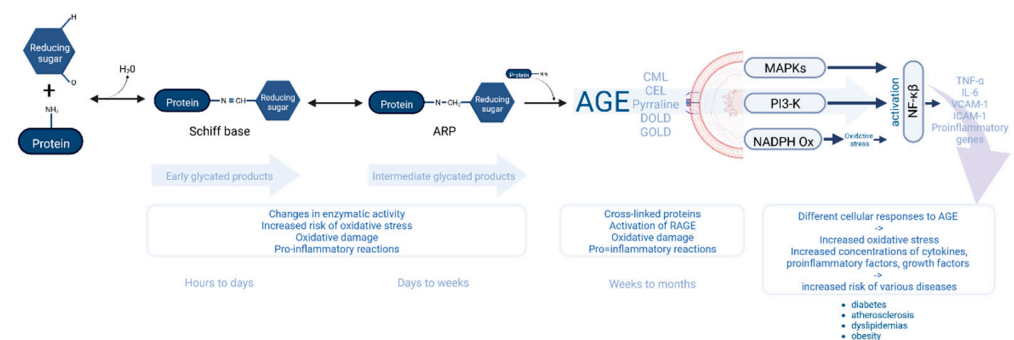 H
Reducing
sugar
O
+
NH₂
Protein
H₂0
Protein
N = CH
Reducing
sugar
Schiff base
Protein
N – CH₂
Reducing
sugar
ARP
Protein
AGE
CML
CEL
Pyrraline
DOLD
GOLD
MAPKs
PI3-K
NADPH Ox
Oxidative
stress
activation
NF-κβ
TNF-α
IL-6
VCAM-1
ICAM-1
Proinflammatory
genes
Early glycated products
Intermediate glycated products
Changes in enzymatic activity
Increased risk of oxidative stress
Oxidative damage
Pro-inflammatory reactions
Cross-linked proteins
Activation of RAGE
Oxidative damage
Pro=inflammatory reactions
Different cellular responses to AGE
->
Increased oxidative stress
Increased concentrations of cytokines,
proinflammatory factors, growth factors
->
increased risk of various diseases
Hours to days
Days to weeks
Weeks to months
• diabetes
• atherosclerosis
• dyslipidemias
• obesity